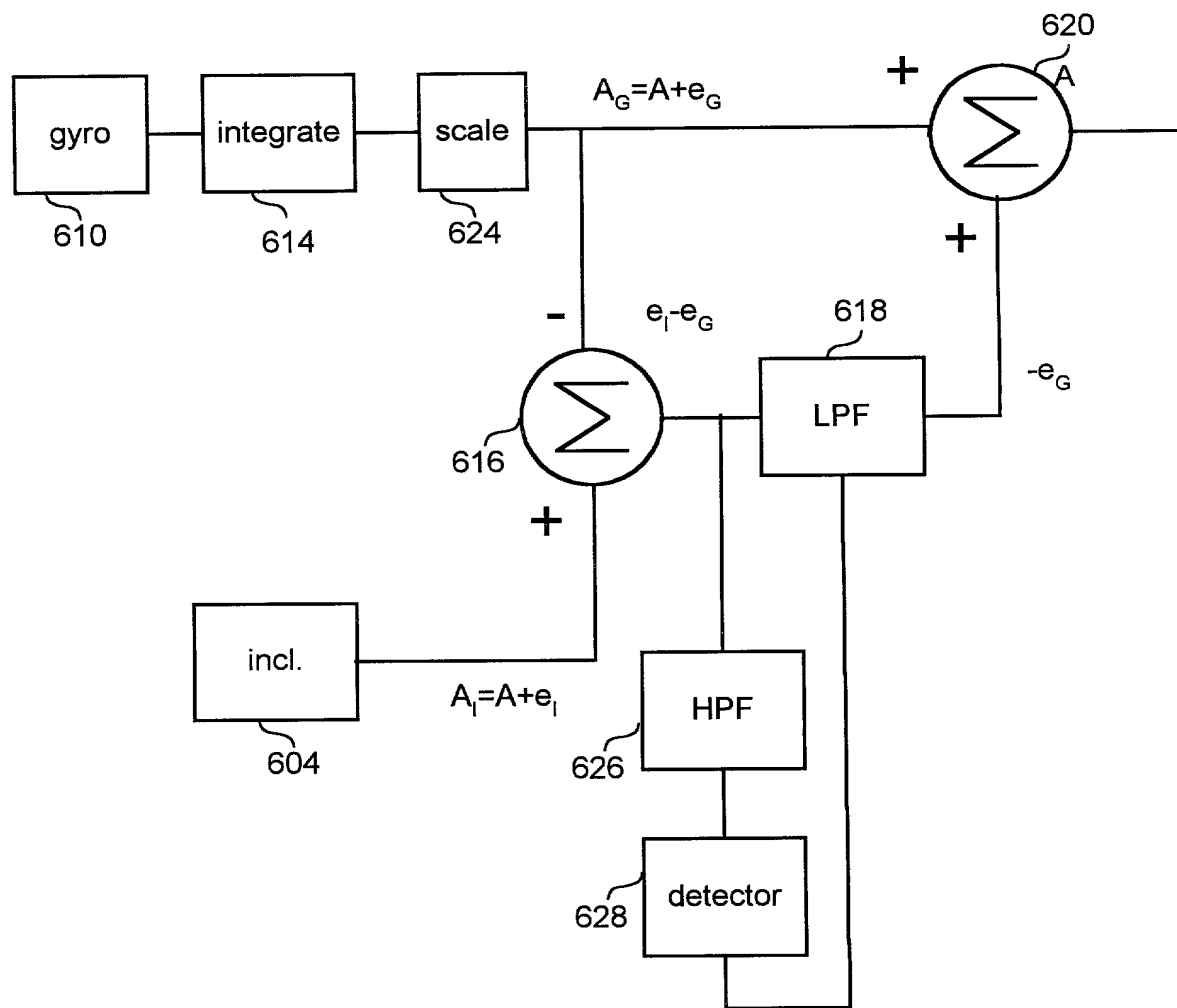 620
+
A
A_G=A+e_G
gyro
integrate
scale
610
614
624
+
-
e_I-e_G
618
-e_G
LPF
616
+
incl.
A_I=A+e_I
HPF
604
626
detector
628